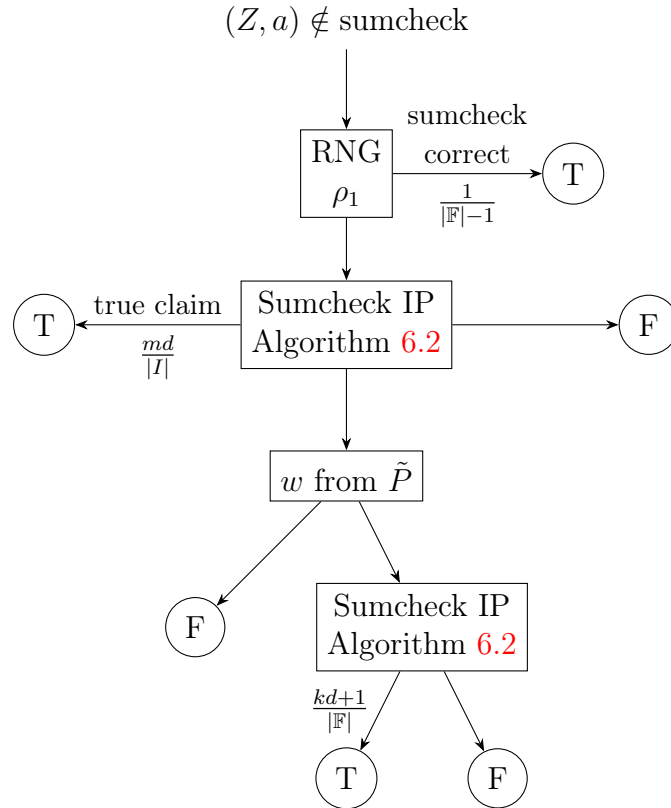 (Z, a) ∉ sumcheck
sumcheck
correct
RNG
ρ₁
T
1/(|𝔽|−1)
true claim
T
md/|I|
Sumcheck IP
Algorithm 6.2
F
w from P̃
F
Sumcheck IP
Algorithm 6.2
(kd+1)/|𝔽|
T
F